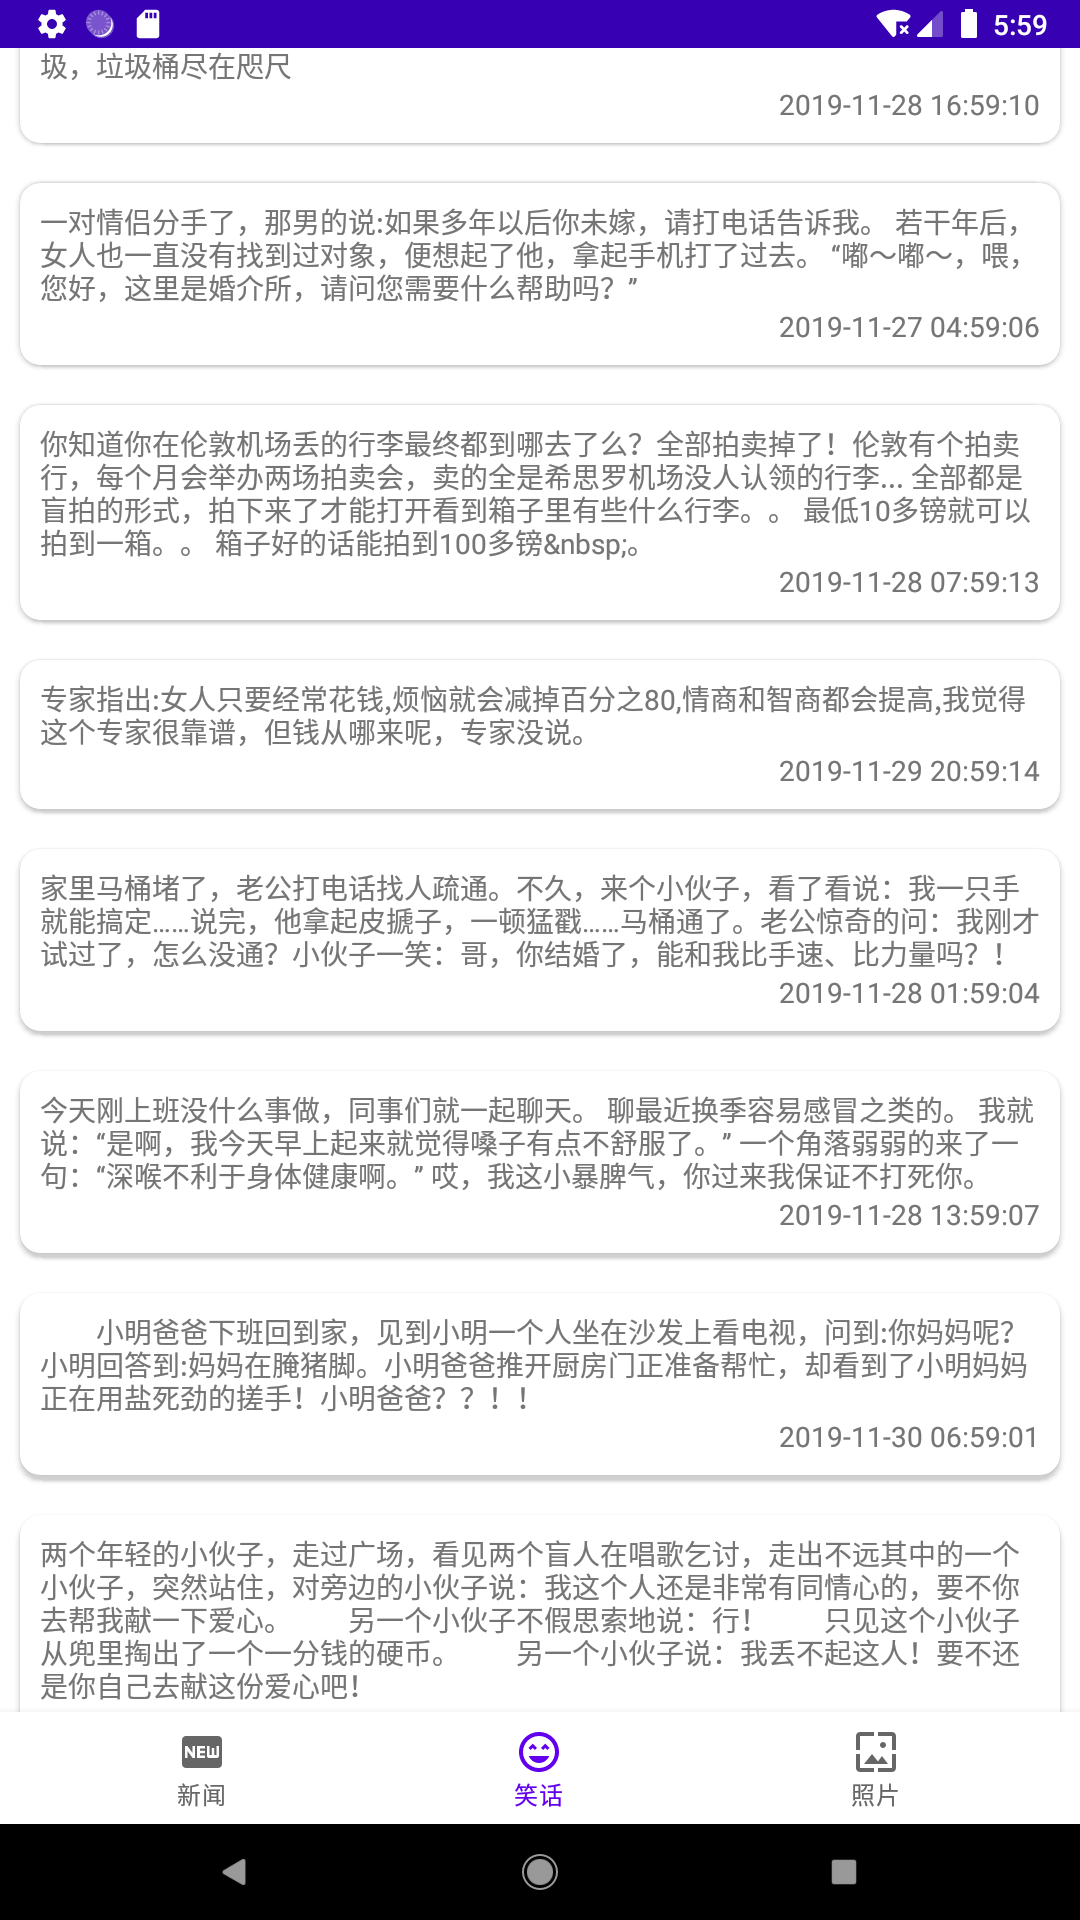 5:59
圾，垃圾桶尽在咫尺
2019-11-28 16:59:10
一对情侣分手了，那男的说:如果多年以后你未嫁，请打电话告诉我。 若干年后，
女人也一直没有找到过对象，便想起了他，拿起手机打了过去。 “嘟～嘟～，喂，
您好，这里是婚介所，请问您需要什么帮助吗？”
2019-11-27 04:59:06
你知道你在伦敦机场丢的行李最终都到哪去了么？全部拍卖掉了！伦敦有个拍卖
行，每个月会举办两场拍卖会，卖的全是希思罗机场没人认领的行李... 全部都是
盲拍的形式，拍下来了才能打开看到箱子里有些什么行李。。 最低10多镑就可以
拍到一箱。。 箱子好的话能拍到100多镑&nbsp;。
2019-11-28 07:59:13
专家指出:女人只要经常花钱,烦恼就会减掉百分之80,情商和智商都会提高,我觉得
这个专家很靠谱，但钱从哪来呢，专家没说。
2019-11-29 20:59:14
家里马桶堵了，老公打电话找人疏通。不久，来个小伙子，看了看说：我一只手
就能搞定……说完，他拿起皮搋子，一顿猛戳……马桶通了。老公惊奇的问：我刚才
试过了，怎么没通？小伙子一笑：哥，你结婚了，能和我比手速、比力量吗？！
2019-11-28 01:59:04
今天刚上班没什么事做，同事们就一起聊天。 聊最近换季容易感冒之类的。 我就
说：“是啊，我今天早上起来就觉得嗓子有点不舒服了。” 一个角落弱弱的来了一
句：“深喉不利于身体健康啊。” 哎，我这小暴脾气，你过来我保证不打死你。
2019-11-28 13:59:07
　　小明爸爸下班回到家，见到小明一个人坐在沙发上看电视，问到:你妈妈呢？
小明回答到:妈妈在腌猪脚。小明爸爸推开厨房门正准备帮忙，却看到了小明妈妈
正在用盐死劲的搓手！小明爸爸？？！！
2019-11-30 06:59:01
两个年轻的小伙子，走过广场，看见两个盲人在唱歌乞讨，走出不远其中的一个
小伙子，突然站住，对旁边的小伙子说：我这个人还是非常有同情心的，要不你
去帮我献一下爱心。　　另一个小伙子不假思索地说：行！　　只见这个小伙子
从兜里掏出了一个一分钱的硬币。　　另一个小伙子说：我丢不起这人！要不还
是你自己去献这份爱心吧！
NEW
新闻
笑话
照片